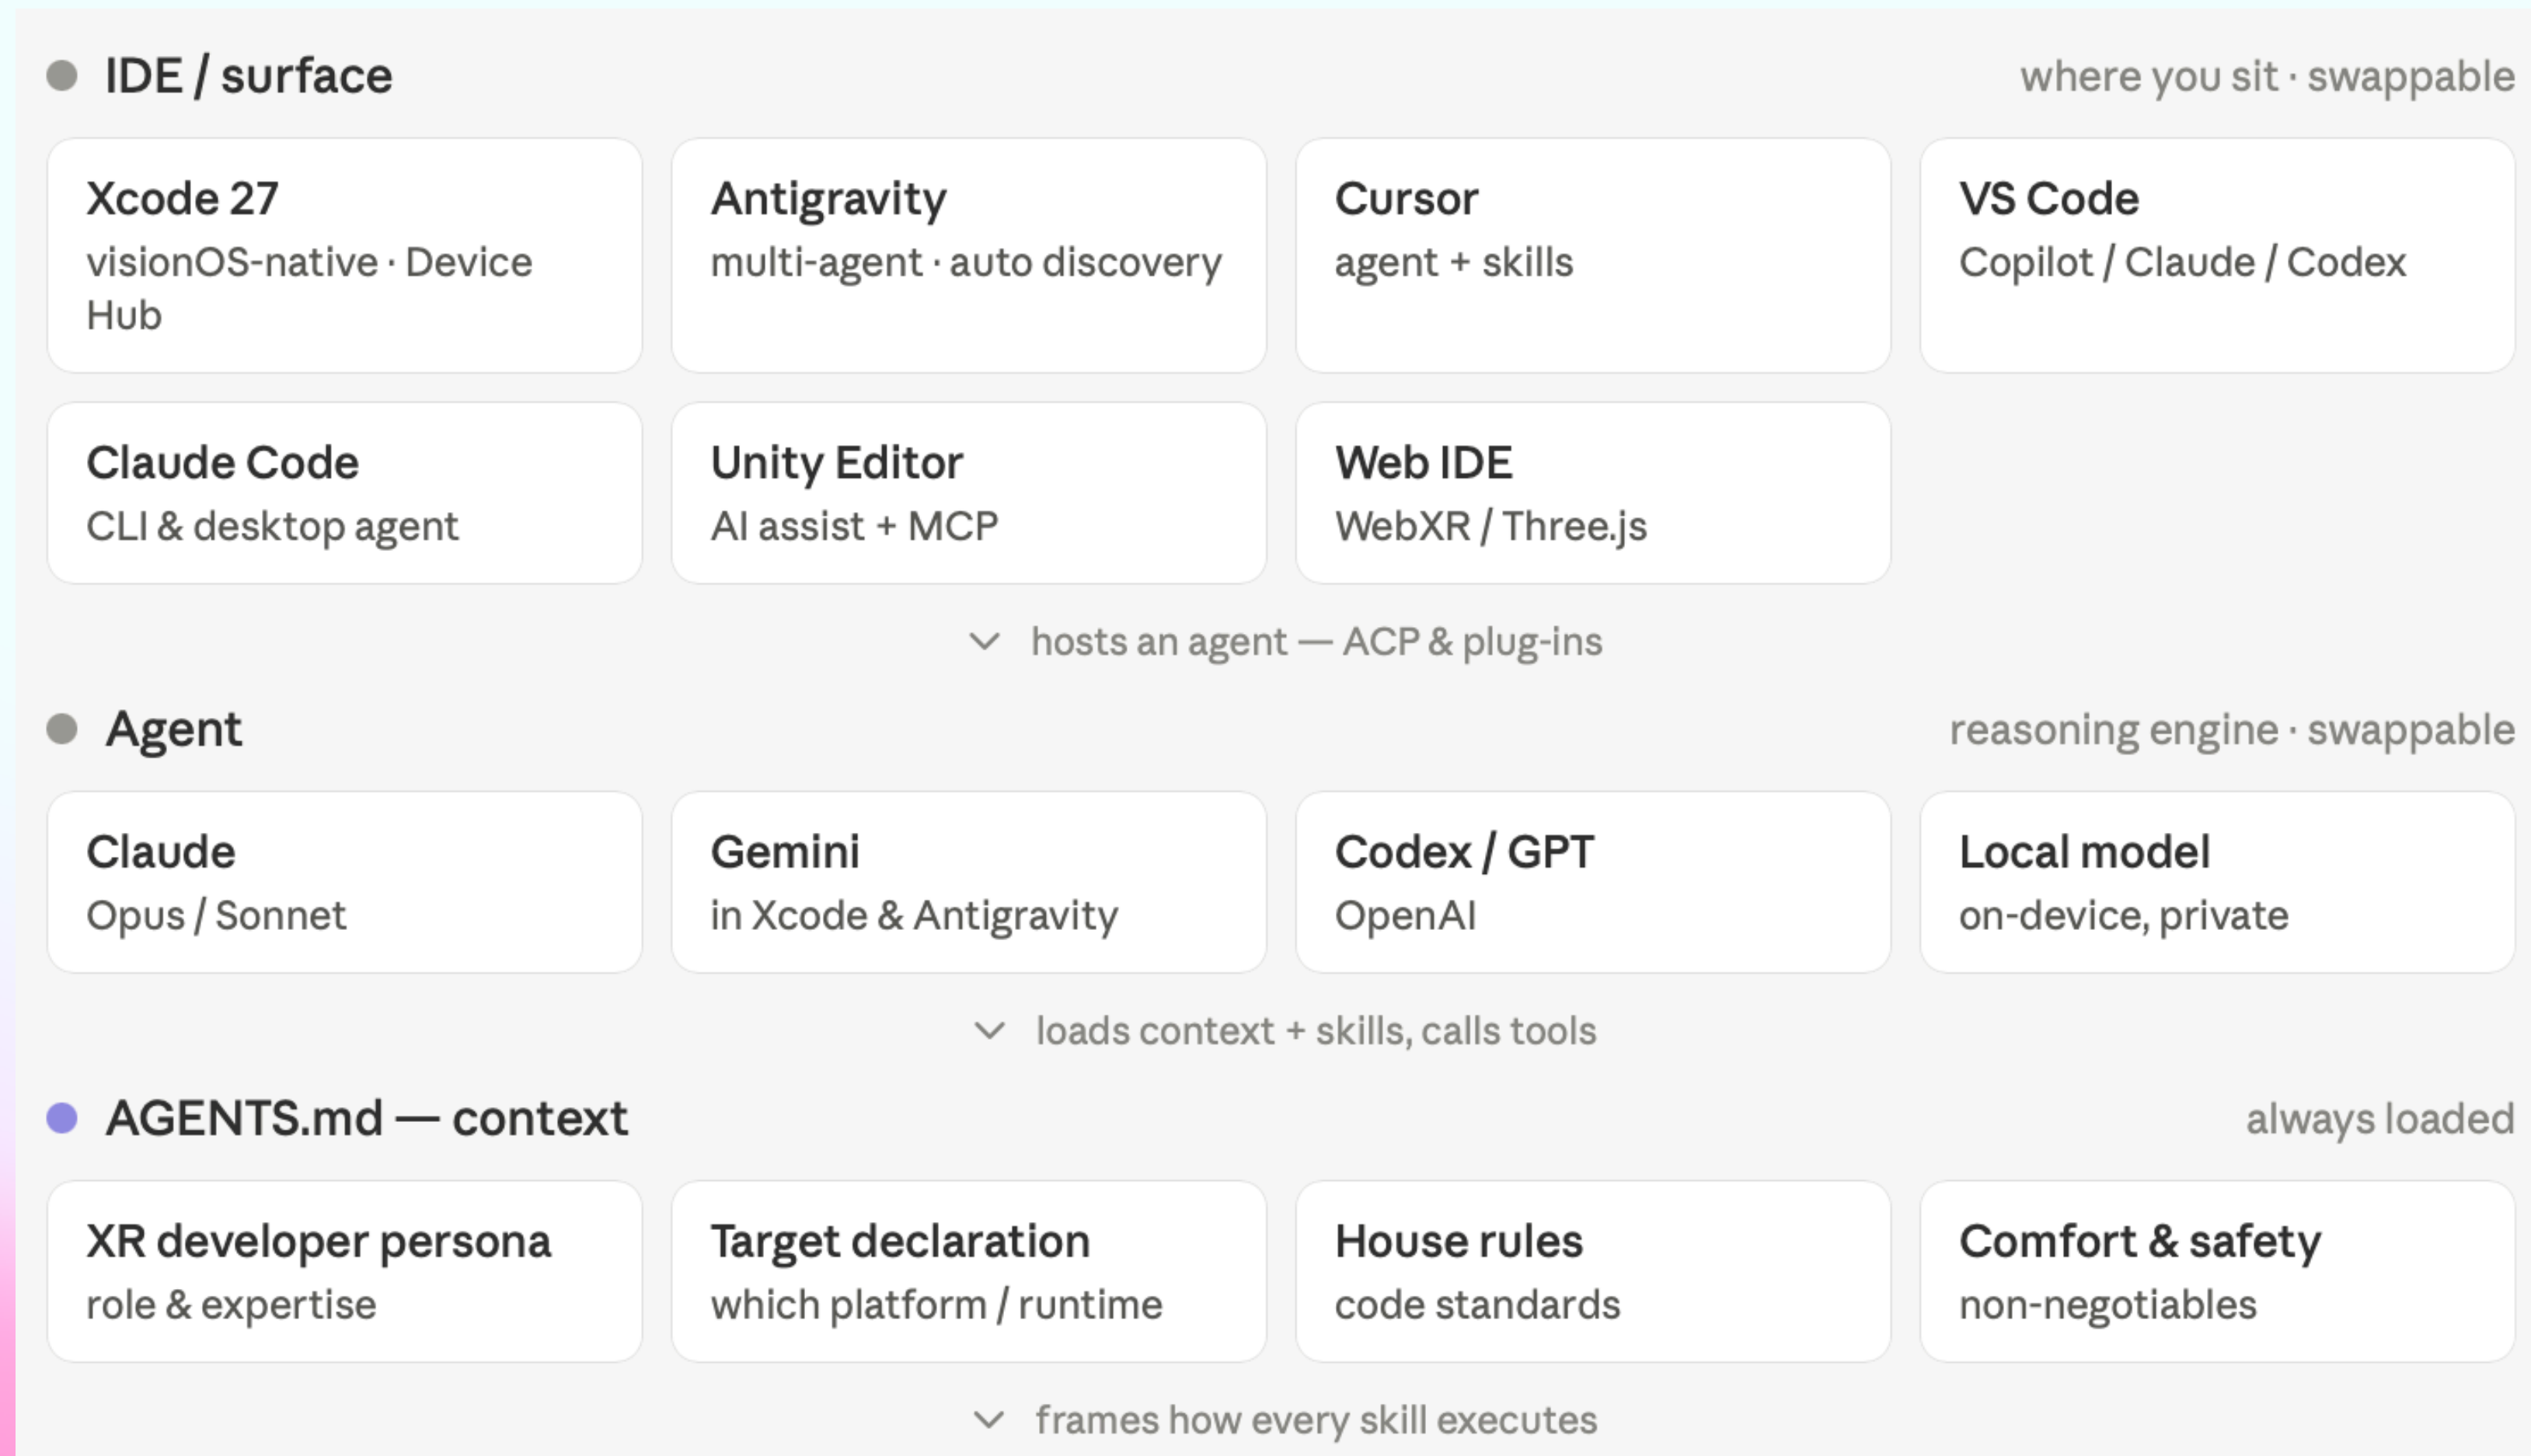 IDE / surface
where you sit · swappable
Xcode 27
visionOS-native · Device
Hub
Antigravity
multi-agent · auto discovery
Cursor
agent + skills
VS Code
Copilot / Claude / Codex
Claude Code
CLI & desktop agent
Unity Editor
AI assist + MCP
Web IDE
WebXR / Three.js
hosts an agent — ACP & plug-ins
Agent
reasoning engine · swappable
Claude
Opus / Sonnet
Gemini
in Xcode & Antigravity
Codex / GPT
OpenAI
Local model
on-device, private
loads context + skills, calls tools
AGENTS.md — context
always loaded
XR developer persona
role & expertise
Target declaration
which platform / runtime
House rules
code standards
Comfort & safety
non-negotiables
frames how every skill executes